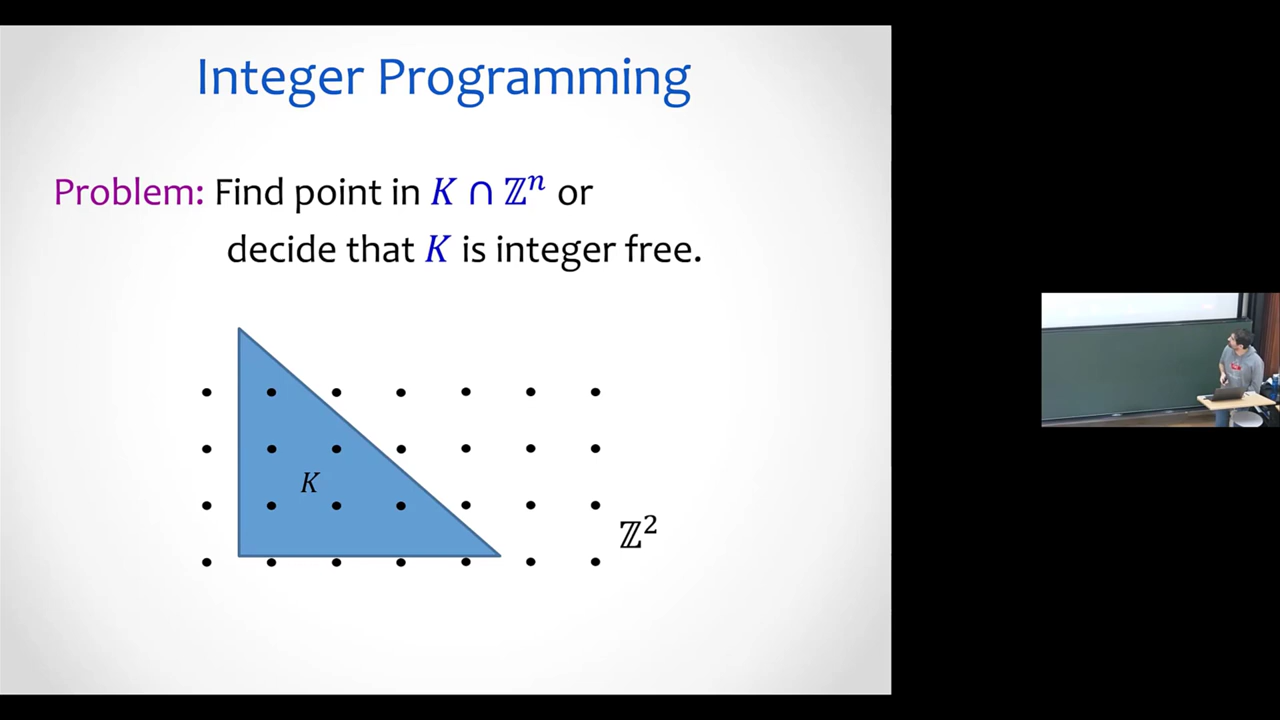 Integer Programming
Problem: Find point in K ∩ ℤⁿ or
decide that K is integer free.
K
ℤ²